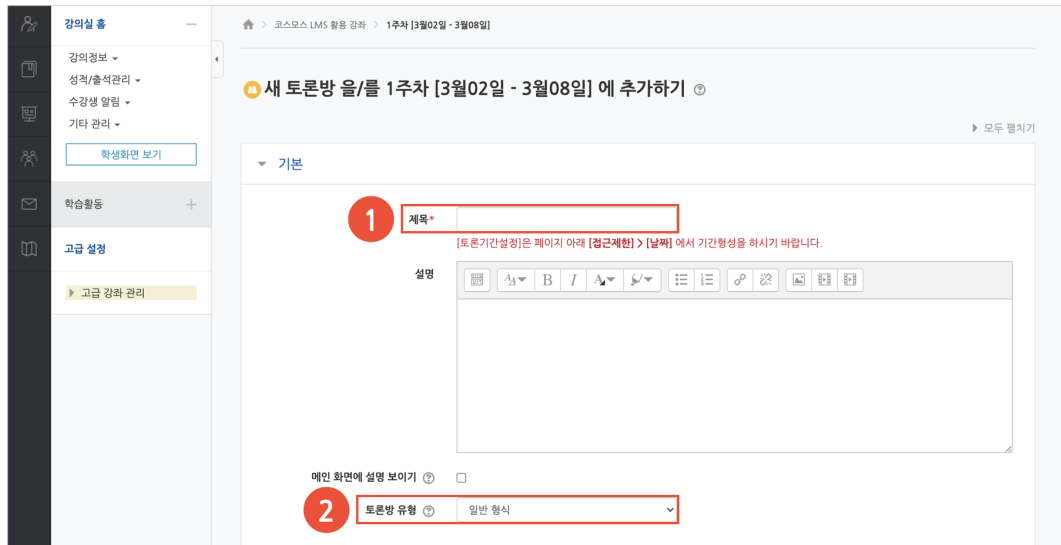 강의실 홈
강의정보
성적/출석관리
수강생 알림
기타 관리
학생화면 보기
학습활동
고급 설정
고급 강좌 관리
코스모스 LMS 활용 강좌 > 1주차 [3월02일 - 3월08일]
새 토론방 을/를 1주차 [3월02일 - 3월08일] 에 추가하기
모두 펼치기
기본
1 제목*
[토론기간설정]은 페이지 아래 [접근제한] > [날짜] 에서 기간형성을 하시기 바랍니다.
설명
B I
메인 화면에 설명 보이기
2 토론방 유형 일반 형식